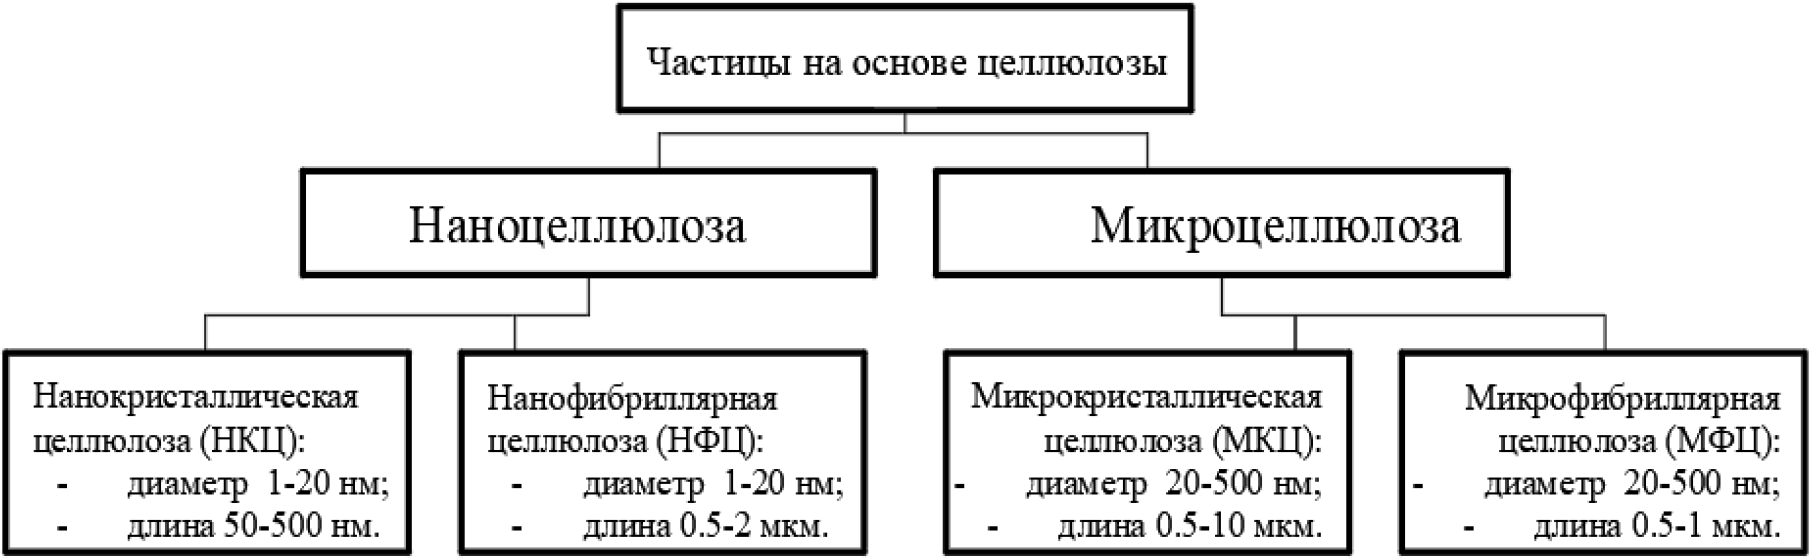 Частицы на основе целлюлозы
Наноцеллюлоза
Микроцеллюлоза
Нанокристаллическая
целлюлоза (НКЦ):
- диаметр 1-20 нм;
- длина 50-500 нм.
Нанофибриллярная
целлюлоза (НФЦ):
- диаметр 1-20 нм;
- длина 0.5-2 мкм.
Микрокристаллическая
целлюлоза (МКЦ):
- диаметр 20-500 нм;
- длина 0.5-10 мкм.
Микрофибриллярная
целлюлоза (МФЦ):
- диаметр 20-500 нм;
- длина 0.5-1 мкм.